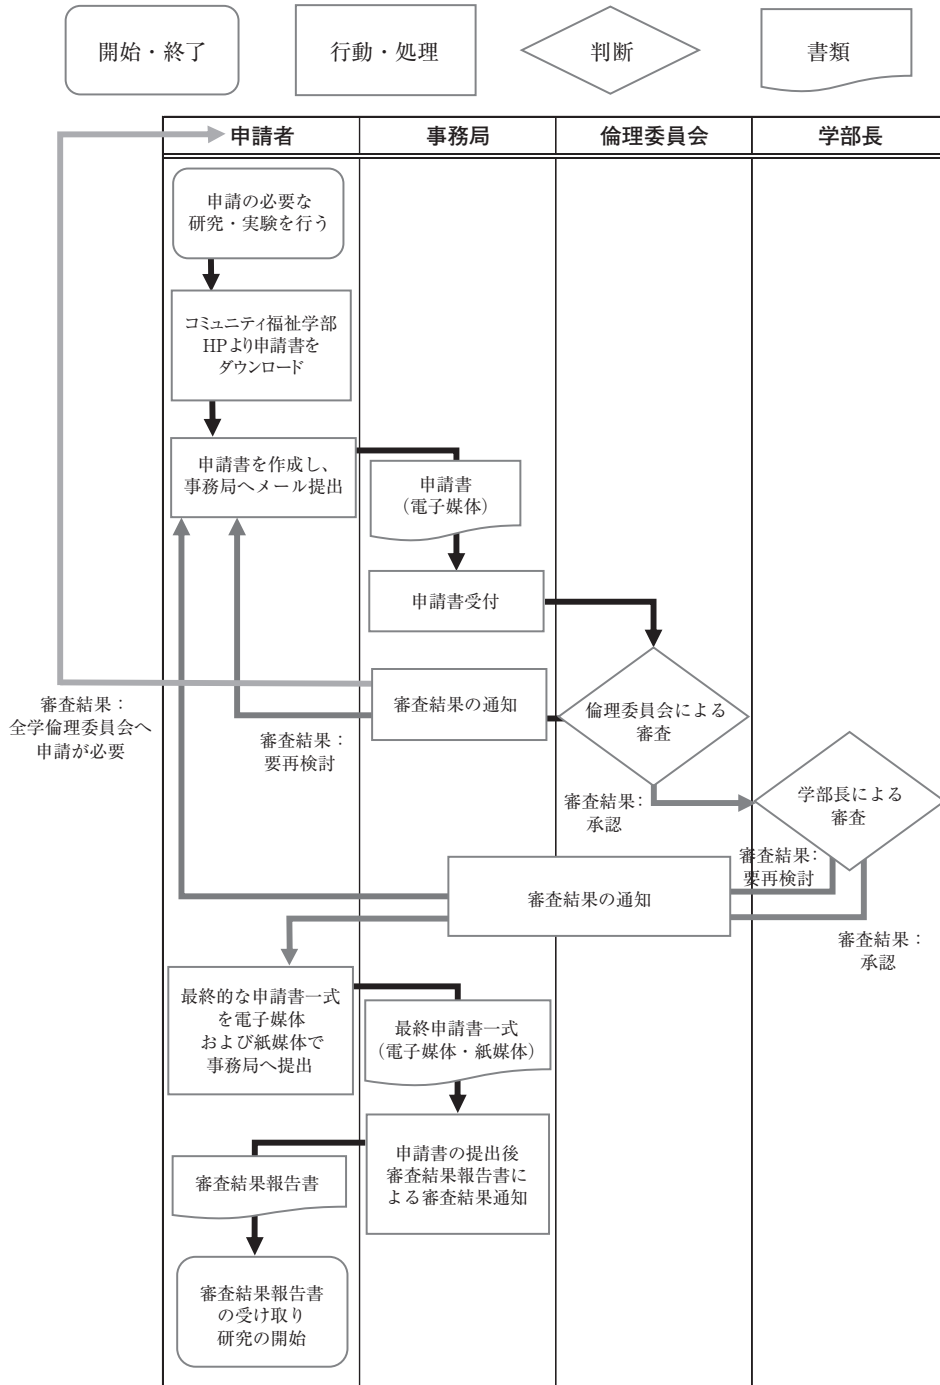 開始・終了
行動・処理
判断
書類
申請者
事務局
倫理委員会
学部長
申請の必要な
研究・実験を行う
コミュニティ福祉学部
HPより申請書を
ダウンロード
申請書を作成し、
事務局へメール提出
申請書
(電子媒体)
申請書受付
審査結果の通知
倫理委員会による
審査
審査結果:
全学倫理委員会へ
申請が必要
審査結果:
要再検討
審査結果:
承認
学部長による
審査
審査結果:
要再検討
審査結果の通知
審査結果:
承認
最終的な申請書一式
を電子媒体
および紙媒体で
事務局へ提出
最終申請書一式
(電子媒体・紙媒体)
申請書の提出後
審査結果報告書に
よる審査結果通知
審査結果報告書
審査結果報告書
の受け取り
研究の開始